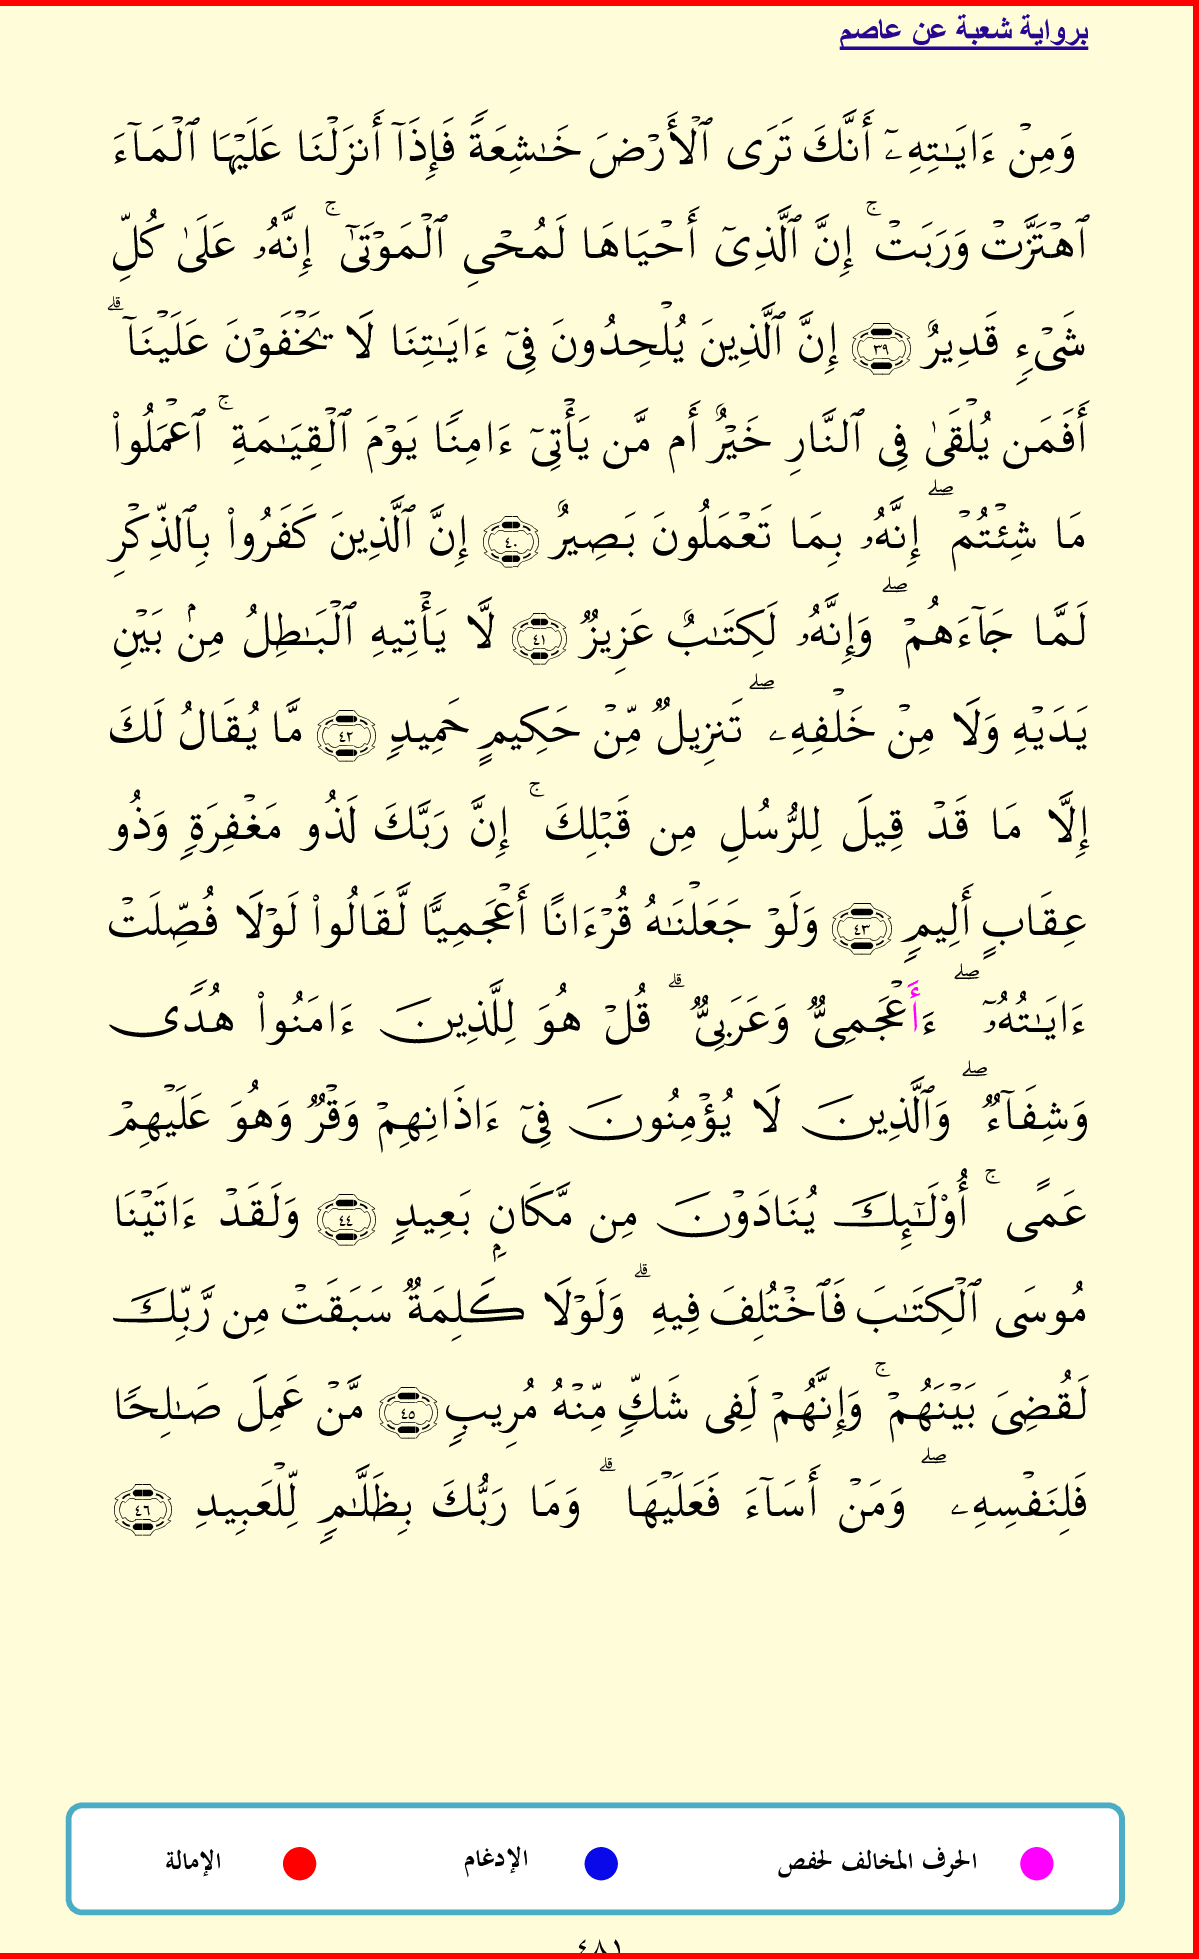 برواية شعبة عن عاصم
وَمِنْ ءَايَـٰتِهِۦٓ أَنَّكَ تَرَى ٱلْأَرْضَ خَـٰشِعَةً فَإِذَآ أَنزَلْنَا عَلَيْهَا ٱلْمَآءَ
ٱهْتَزَّتْ وَرَبَتْ ۚ إِنَّ ٱلَّذِىٓ أَحْيَاهَا لَمُحْىِ ٱلْمَوْتَىٰٓ ۚ إِنَّهُۥ عَلَىٰ كُلِّ
شَىْءٍ قَدِيرٌ ٣٩ إِنَّ ٱلَّذِينَ يُلْحِدُونَ فِىٓ ءَايَـٰتِنَا لَا يَخْفَوْنَ عَلَيْنَآ ۗ
أَفَمَن يُلْقَىٰ فِى ٱلنَّارِ خَيْرٌ أَم مَّن يَأْتِىٓ ءَامِنًا يَوْمَ ٱلْقِيَـٰمَةِ ۚ ٱعْمَلُوا۟
مَا شِئْتُمْ ۖ إِنَّهُۥ بِمَا تَعْمَلُونَ بَصِيرٌ ٤٠ إِنَّ ٱلَّذِينَ كَفَرُوا۟ بِٱلذِّكْرِ
لَمَّا جَآءَهُمْ ۖ وَإِنَّهُۥ لَكِتَـٰبٌ عَزِيزٌ ٤١ لَّا يَأْتِيهِ ٱلْبَـٰطِلُ مِنۢ بَيْنِ
يَدَيْهِ وَلَا مِنْ خَلْفِهِۦ ۖ تَنزِيلٌ مِّنْ حَكِيمٍ حَمِيدٍ ٤٢ مَّا يُقَالُ لَكَ
إِلَّا مَا قَدْ قِيلَ لِلرُّسُلِ مِن قَبْلِكَ ۚ إِنَّ رَبَّكَ لَذُو مَغْفِرَةٍ وَذُو
عِقَابٍ أَلِيمٍ ٤٣ وَلَوْ جَعَلْنَـٰهُ قُرْءَانًا أَعْجَمِيًّا لَّقَالُوا۟ لَوْلَا فُصِّلَتْ
ءَايَـٰتُهُۥٓ ۖ ءَأَعْجَمِىٌّ وَعَرَبِىٌّ ۗ قُلْ هُوَ لِلَّذِينَ ءَامَنُوا۟ هُدًى
وَشِفَآءٌ ۖ وَٱلَّذِينَ لَا يُؤْمِنُونَ فِىٓ ءَاذَانِهِمْ وَقْرٌ وَهُوَ عَلَيْهِمْ
عَمًى ۚ أُو۟لَـٰٓئِكَ يُنَادَوْنَ مِن مَّكَانٍۭ بَعِيدٍ ٤٤ وَلَقَدْ ءَاتَيْنَا
مُوسَى ٱلْكِتَـٰبَ فَٱخْتُلِفَ فِيهِ ۗ وَلَوْلَا كَلِمَةٌ سَبَقَتْ مِن رَّبِّكَ
لَقُضِىَ بَيْنَهُمْ ۚ وَإِنَّهُمْ لَفِى شَكٍّ مِّنْهُ مُرِيبٍ ٤٥ مَّنْ عَمِلَ صَـٰلِحًا
فَلِنَفْسِهِۦ ۖ وَمَنْ أَسَآءَ فَعَلَيْهَا ۗ وَمَا رَبُّكَ بِظَلَّـٰمٍ لِّلْعَبِيدِ ٤٦
الحرف المخالف لحفص الإدغام الإمالة
٤٨١